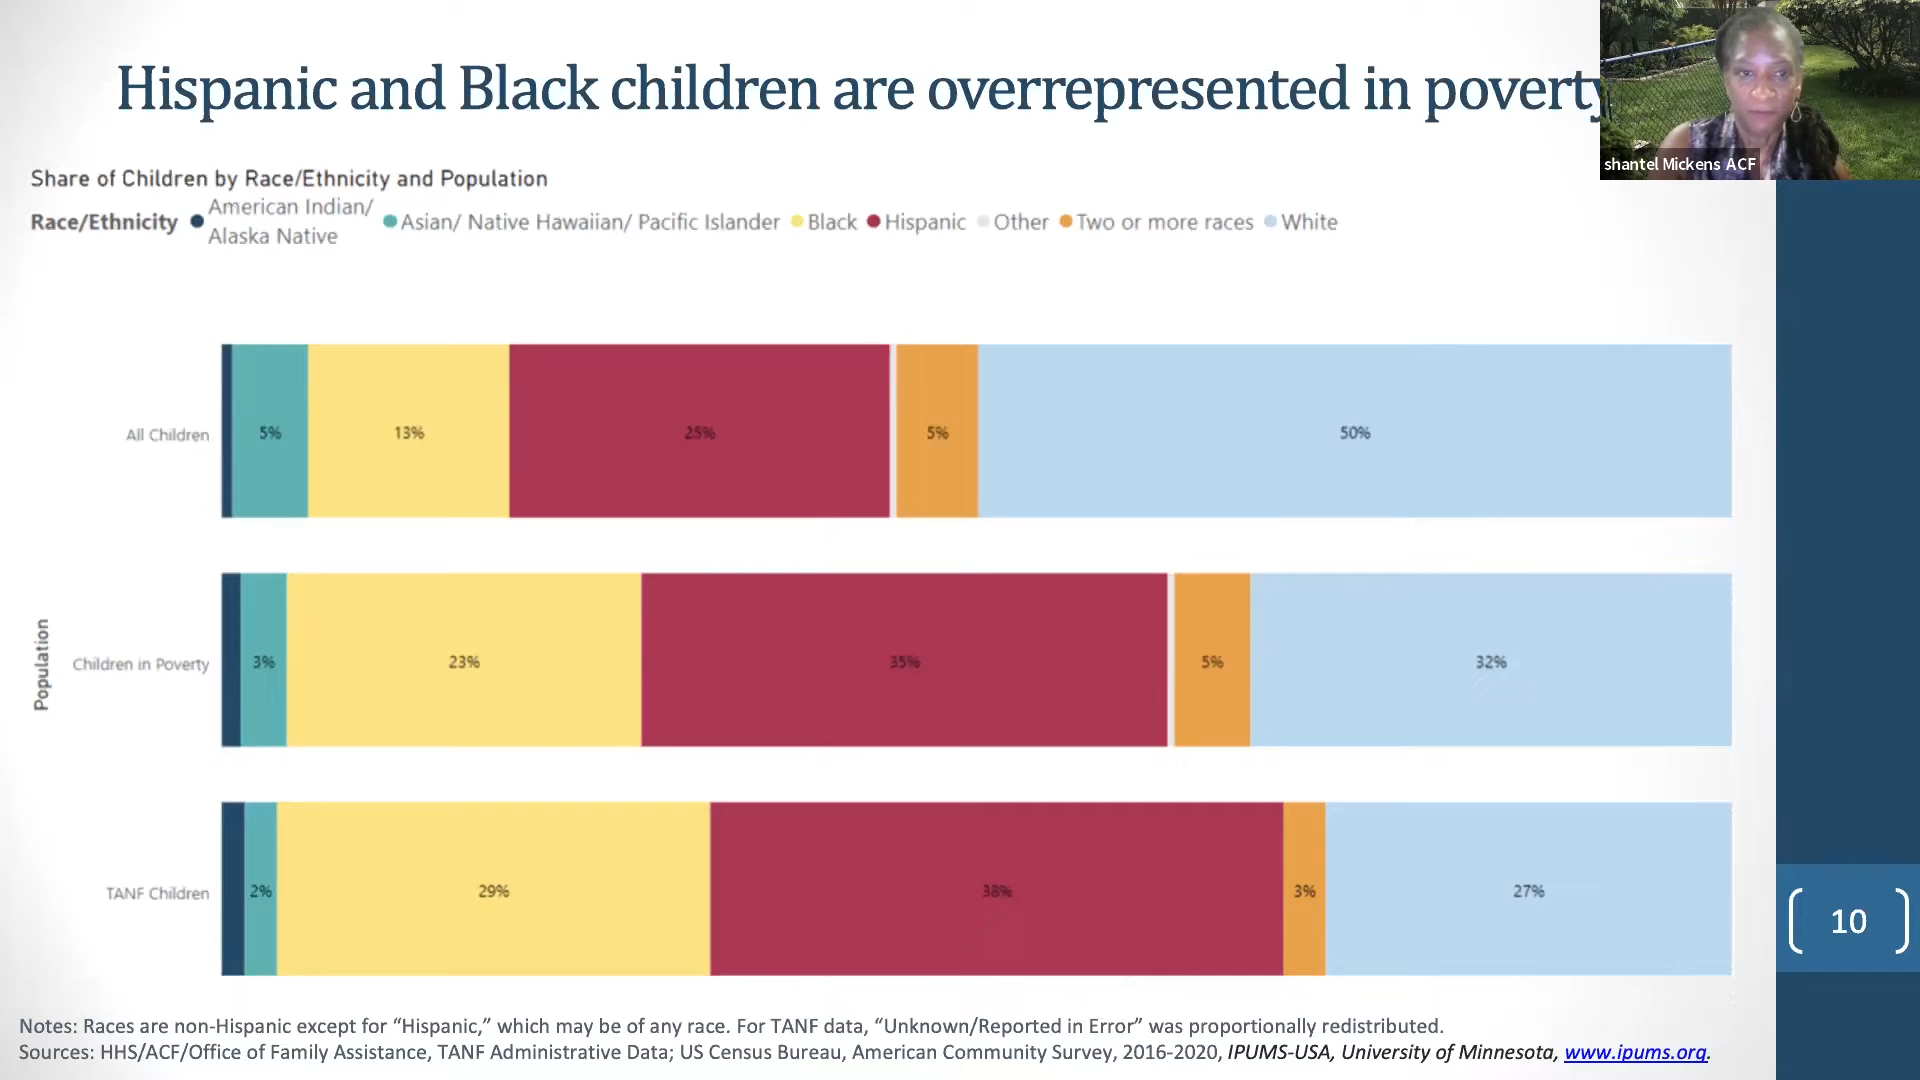 Hispanic and Black children are overrepresented in poverty
shantel Mickens ACF
Share of Children by Race/Ethnicity and Population
Race/Ethnicity American Indian/ Alaska Native Asian/ Native Hawaiian/ Pacific Islander Black Hispanic Other Two or more races White
Population
All Children 5% 13% 25% 5% 50%
Children in Poverty 3% 23% 35% 5% 32%
TANF Children 2% 29% 38% 3% 27%
10
Notes: Races are non-Hispanic except for “Hispanic,” which may be of any race. For TANF data, “Unknown/Reported in Error” was proportionally redistributed.
Sources: HHS/ACF/Office of Family Assistance, TANF Administrative Data; US Census Bureau, American Community Survey, 2016-2020, IPUMS-USA, University of Minnesota, www.ipums.org.